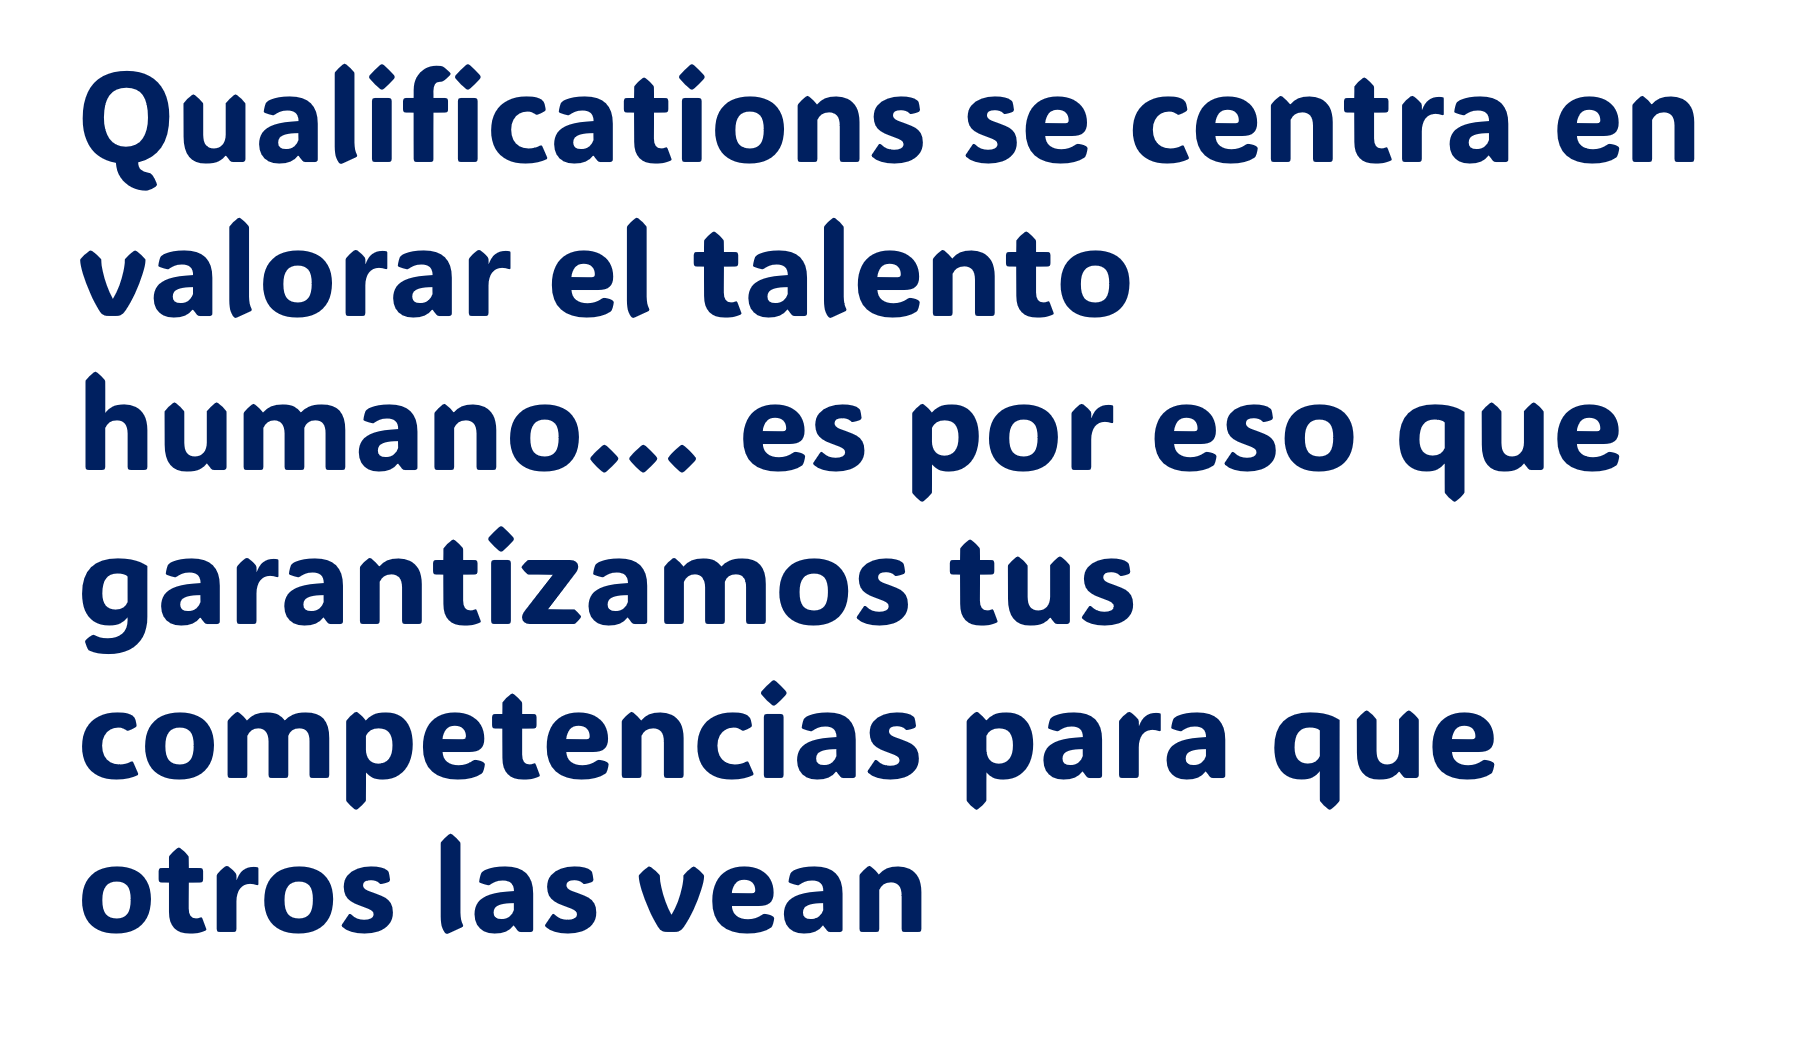 Qualifications se centra en
valorar el talento
humano... es por eso que
garantizamos tus
competencias para que
otros las vean